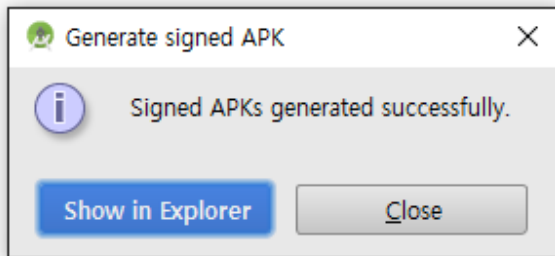 Generate signed APK
Signed APKs generated successfully.
Show in Explorer
Close